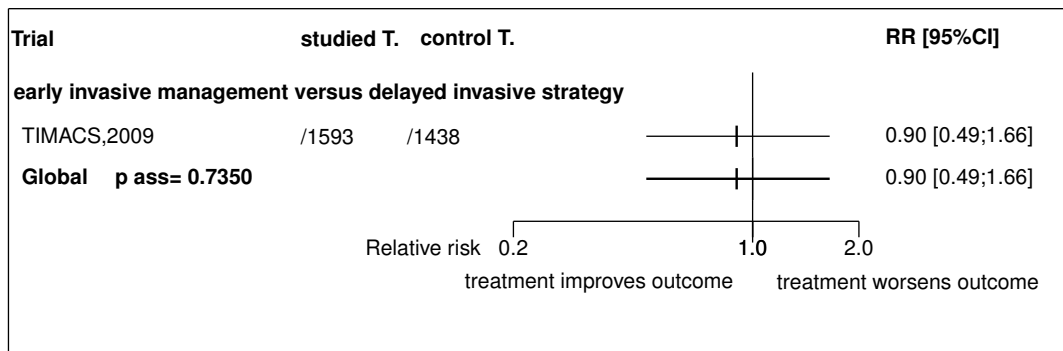 Trial studied T. control T. RR [95%CI]
early invasive management versus delayed invasive strategy
TIMACS,2009 /1593 /1438 0.90 [0.49;1.66]
Global p ass= 0.7350 0.90 [0.49;1.66]
Relative risk 0.2 1.0 2.0
treatment improves outcome treatment worsens outcome